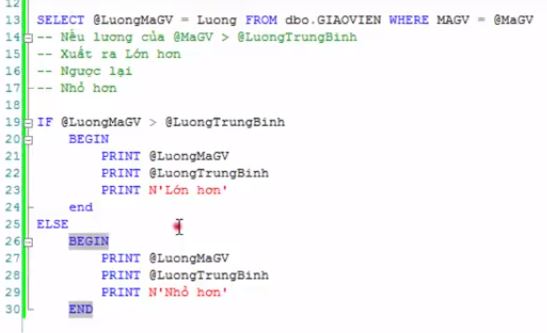 12
13 SELECT @LuongMaGV = Luong FROM dbo.GIAOVIEN WHERE MAGV = @MaGV
14 -- Nếu lương của @MaGV > @LuongTrungBinh
15 -- Xuất ra Lớn hơn
16 -- Ngược lại
17 -- Nhỏ hơn
18
19 IF @LuongMaGV > @LuongTrungBinh
20 BEGIN
21 PRINT @LuongMaGV
22 PRINT @LuongTrungBinh
23 PRINT N'Lớn hơn'
24 end
25 ELSE
26 BEGIN
27 PRINT @LuongMaGV
28 PRINT @LuongTrungBinh
29 PRINT N'Nhỏ hơn'
30 END